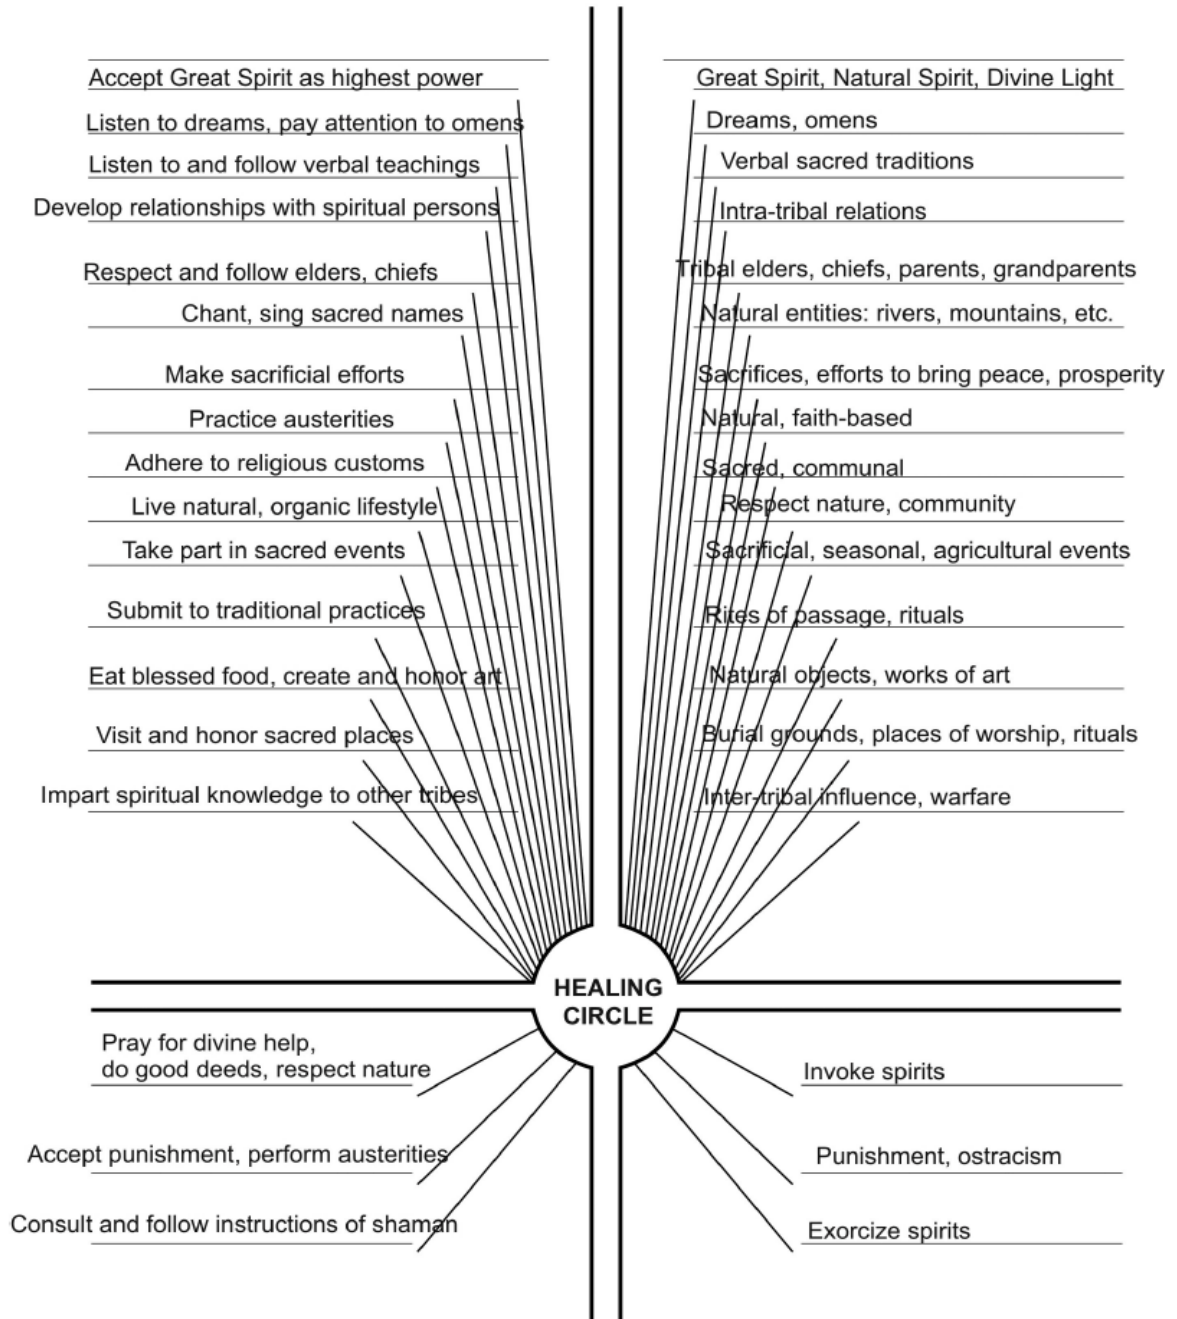 Accept Great Spirit as highest power
Listen to dreams, pay attention to omens
Listen to and follow verbal teachings
Develop relationships with spiritual persons
Respect and follow elders, chiefs
Chant, sing sacred names
Make sacrificial efforts
Practice austerities
Adhere to religious customs
Live natural, organic lifestyle
Take part in sacred events
Submit to traditional practices
Eat blessed food, create and honor art
Visit and honor sacred places
Impart spiritual knowledge to other tribes
Great Spirit, Natural Spirit, Divine Light
Dreams, omens
Verbal sacred traditions
Intra-tribal relations
Tribal elders, chiefs, parents, grandparents
Natural entities: rivers, mountains, etc.
Sacrifices, efforts to bring peace, prosperity
Natural, faith-based
Sacred, communal
Respect nature, community
Sacrificial, seasonal, agricultural events
Rites of passage, rituals
Natural objects, works of art
Burial grounds, places of worship, rituals
Inter-tribal influence, warfare
HEALING
CIRCLE
Pray for divine help,
do good deeds, respect nature
Accept punishment, perform austerities
Consult and follow instructions of shaman
Invoke spirits
Punishment, ostracism
Exorcize spirits